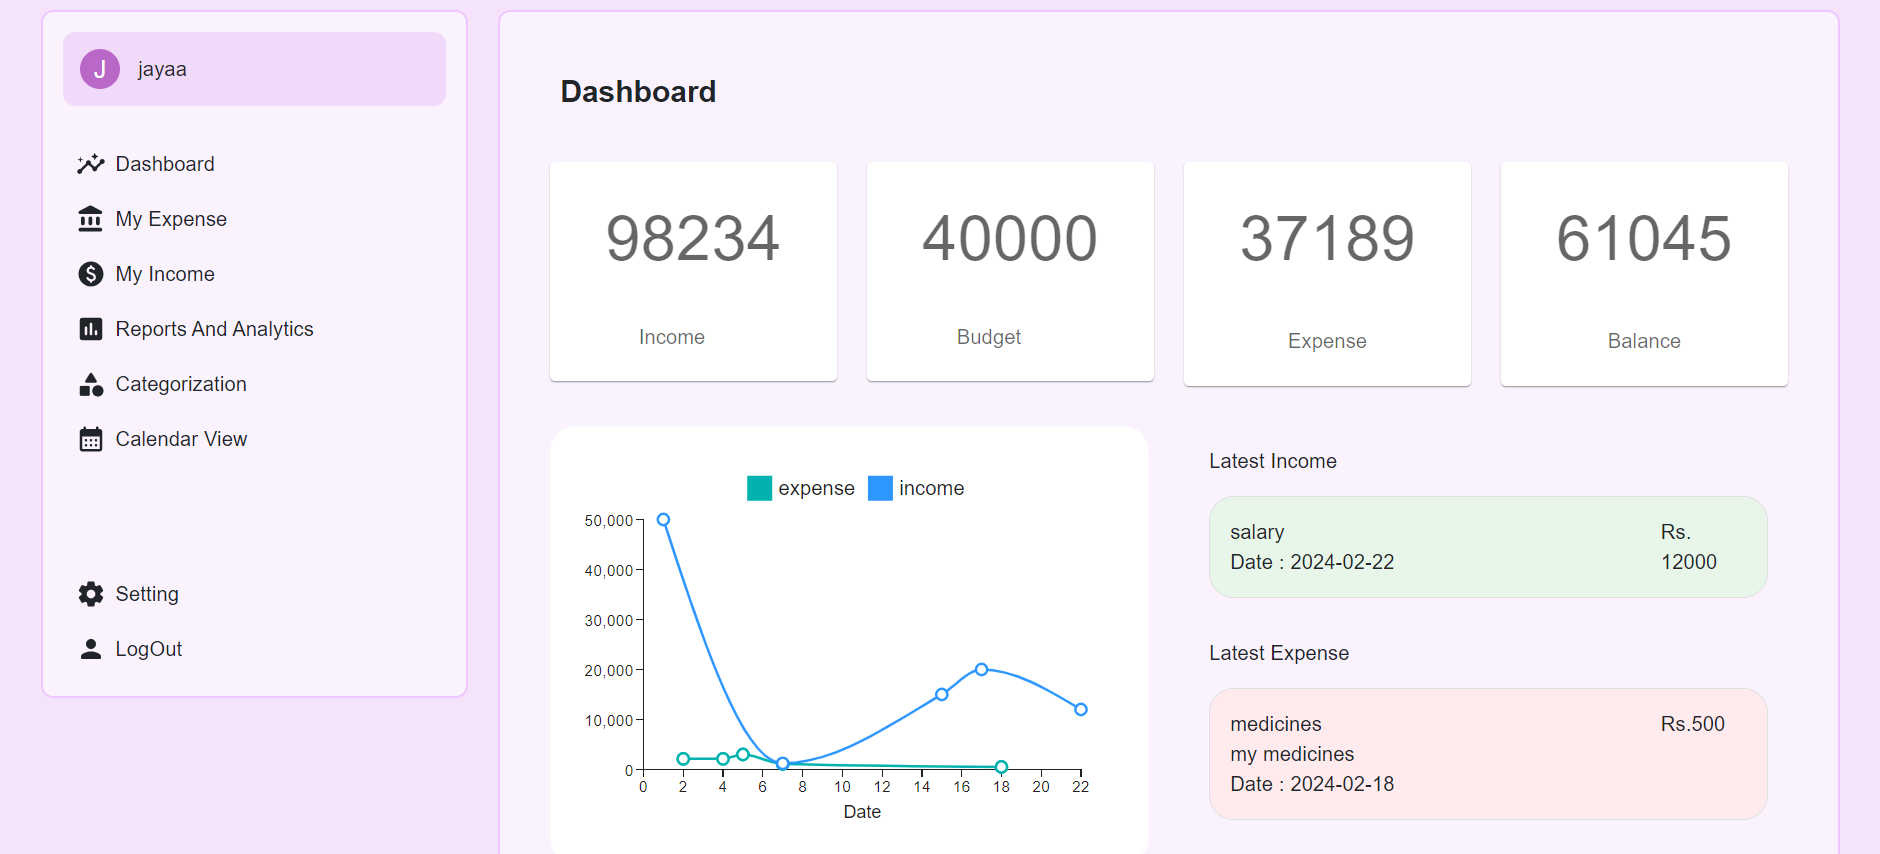 J
jayaa
Dashboard
My Expense
My Income
Reports And Analytics
Categorization
Calendar View
Setting
LogOut
Dashboard
98234
Income
40000
Budget
37189
Expense
61045
Balance
expense
income
50,000
40,000
30,000
20,000
10,000
0
0 2 4 6 8 10 12 14 16 18 20 22
Date
Latest Income
salary
Date : 2024-02-22
Rs.
12000
Latest Expense
medicines
my medicines
Date : 2024-02-18
Rs.500